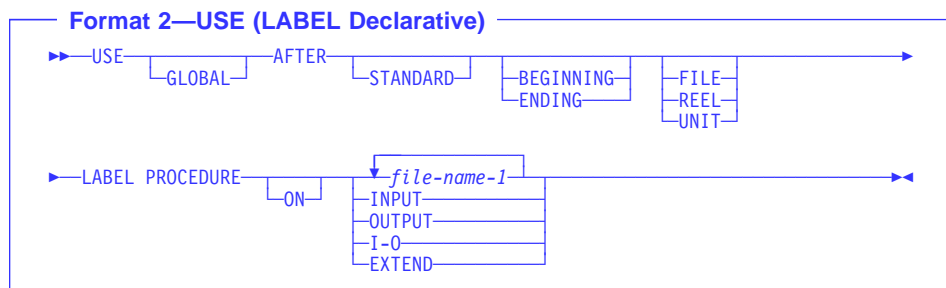 Format 2—USE (LABEL Declarative)
USE AFTER
GLOBAL STANDARD BEGINNING FILE
ENDING REEL
UNIT
LABEL PROCEDURE file-name-1
ON INPUT
OUTPUT
I-O
EXTEND